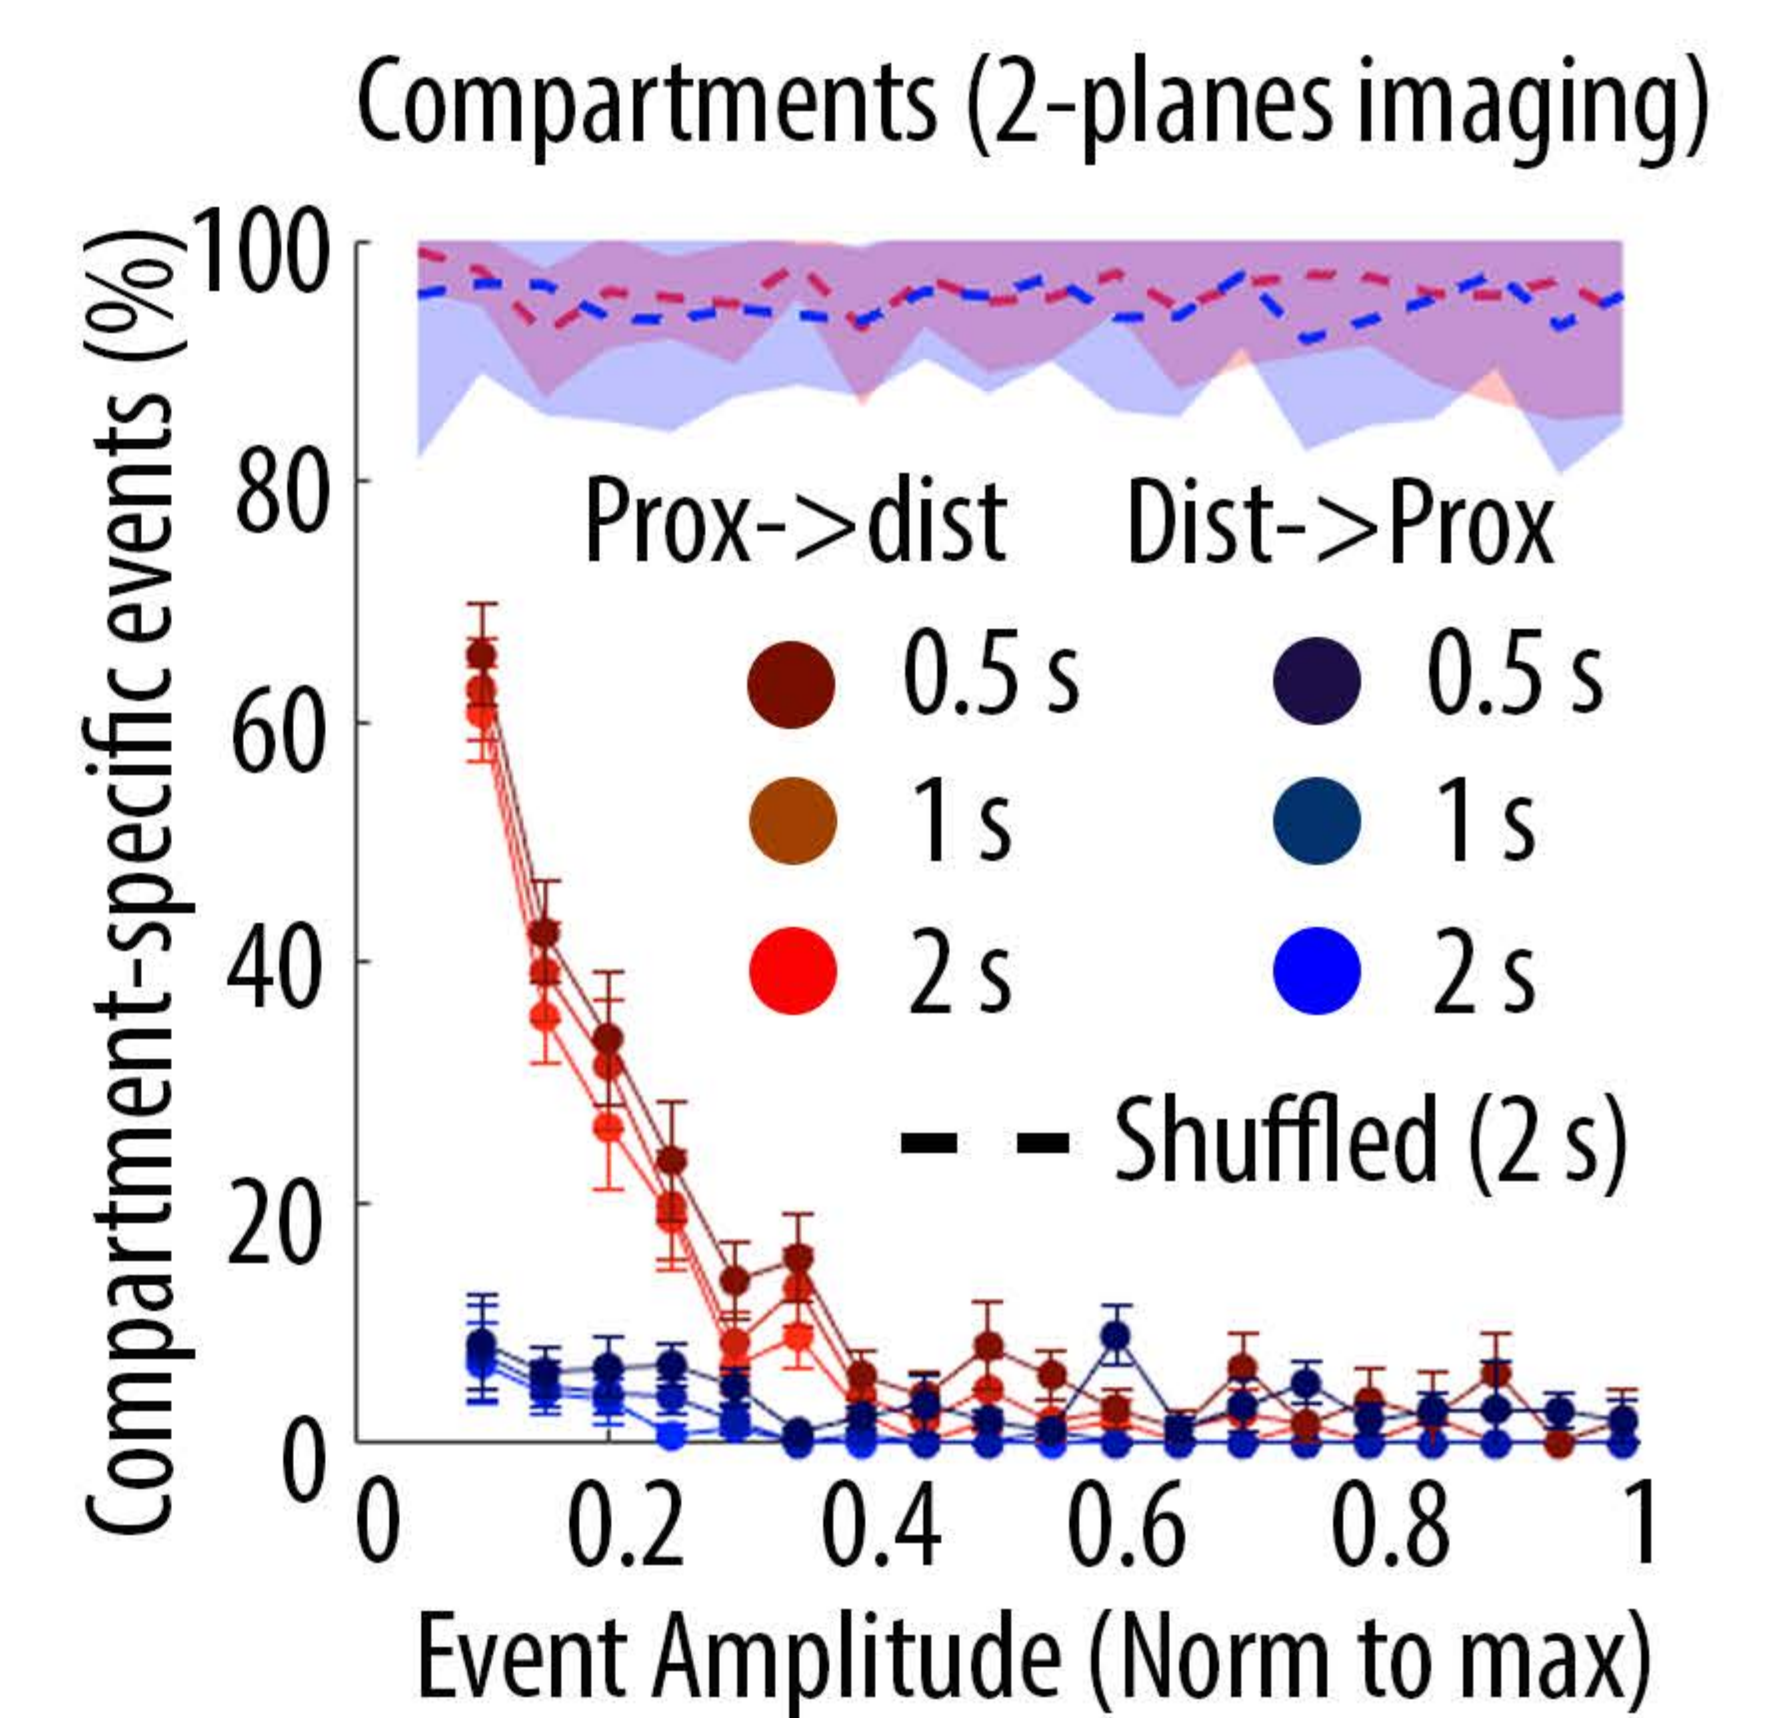 Compartments (2-planes imaging)
Compartment-specific events (%)
100
80
60
40
20
0
Prox->dist Dist->Prox
0.5 s 0.5 s
1 s 1 s
2 s 2 s
Shuffled (2 s)
0 0.2 0.4 0.6 0.8 1
Event Amplitude (Norm to max)